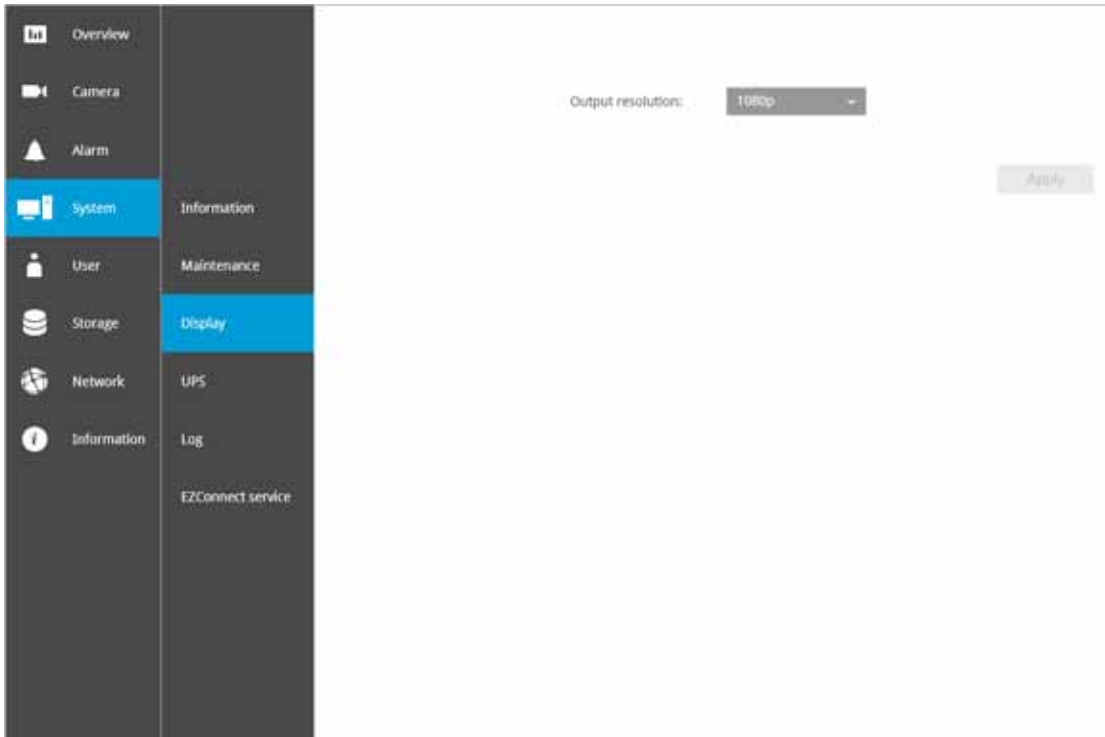 Overview
Camera
Alarm
System
User
Storage
Network
Information
Information
Maintenance
Display
UPS
Log
EZConnect service
Output resolution:
1080p
Apply